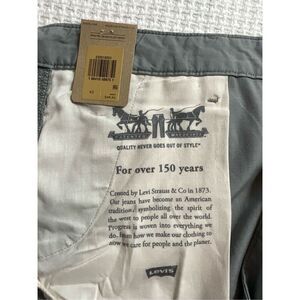 QUALITY NEVER GOES OUT OF STYLE™
For over 150 years
Created by Levi Strauss & Co in 1873.
Our jeans have become an American
tradition, symbolizing the spirit of
the west to people all over the world.
Progress is woven into everything we
do. From how we make our clothing to
how we care for people and the planet.
Levi's